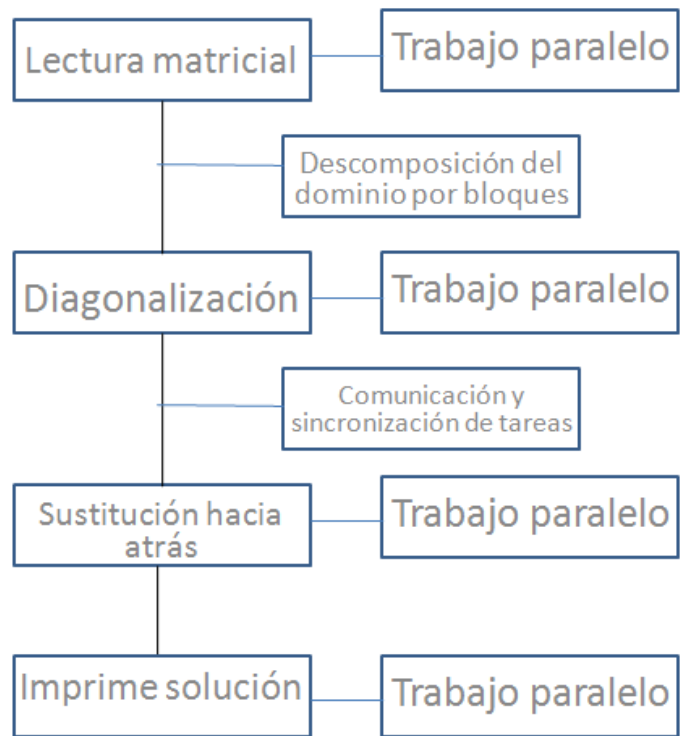 Lectura matricial
Trabajo paralelo
Descomposición del
dominio por bloques
Diagonalización
Trabajo paralelo
Comunicación y
sincronización de tareas
Sustitución hacia
atrás
Trabajo paralelo
Imprime solución
Trabajo paralelo